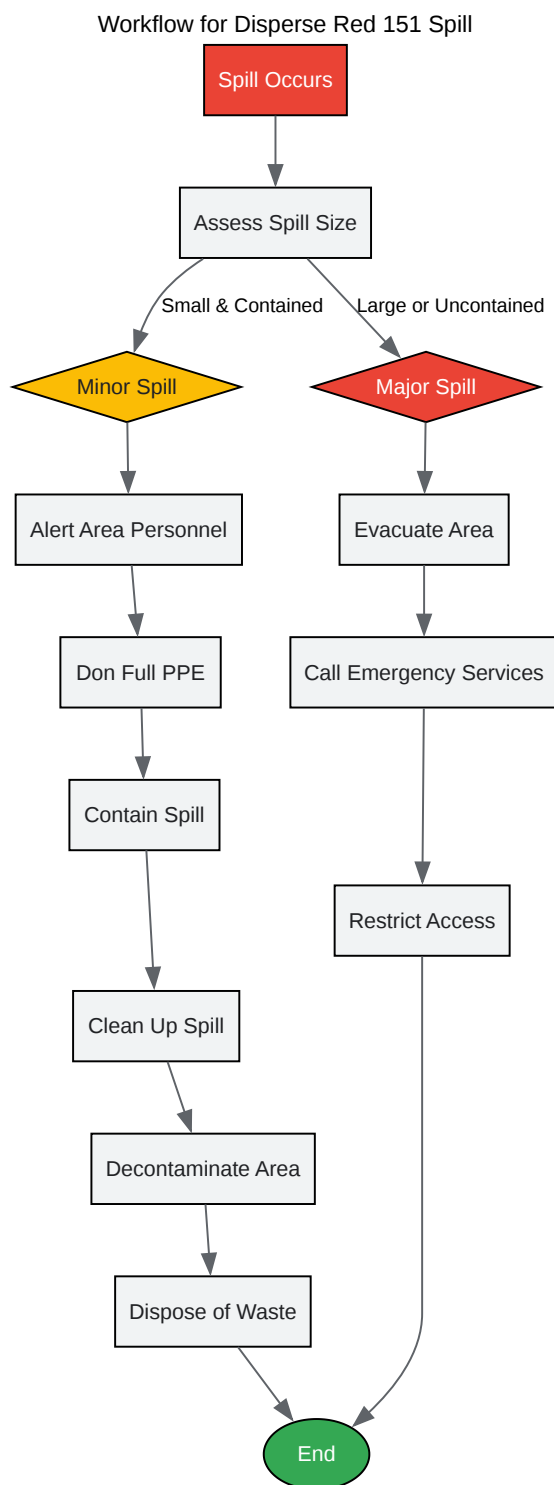 Workflow for Disperse Red 151 Spill
Spill Occurs
Assess Spill Size
Small & Contained
Large or Uncontained
Minor Spill
Major Spill
Alert Area Personnel
Evacuate Area
Don Full PPE
Call Emergency Services
Contain Spill
Restrict Access
Clean Up Spill
Decontaminate Area
Dispose of Waste
End